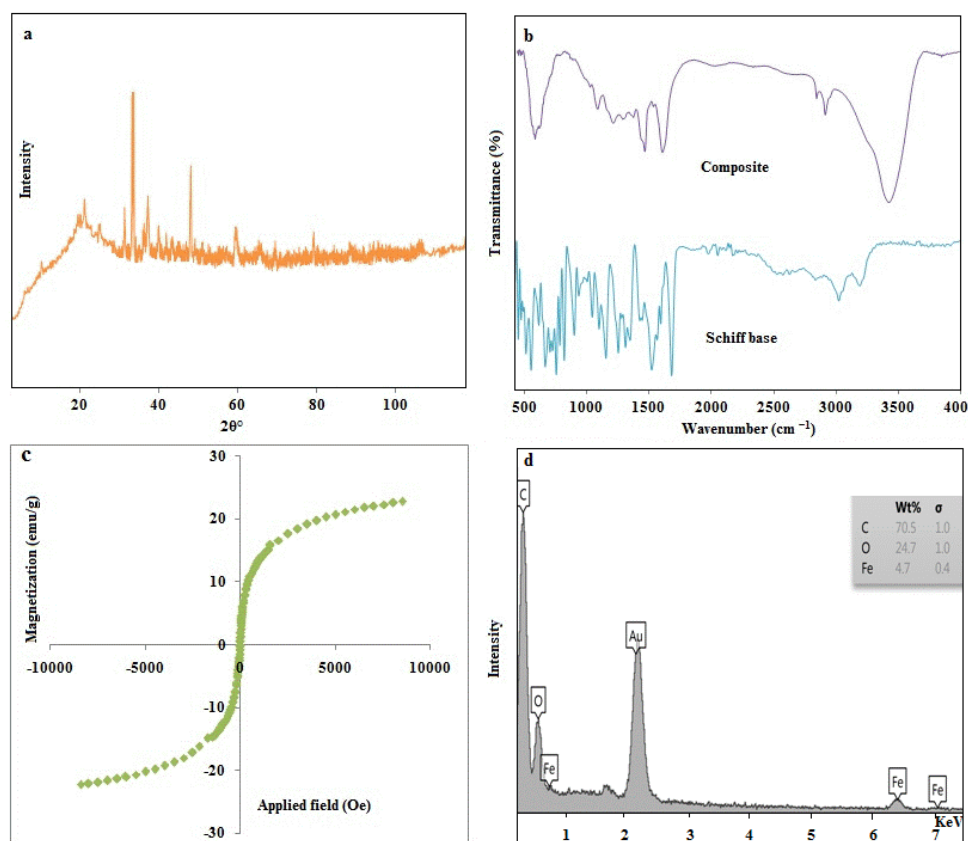 a
Intensity
20 40 60 80 100
2θ°
b
Transmittance (%)
Composite
Schiff base
500 1000 1500 2000 2500 3000 3500 400
Wavenumber (cm ⁻¹)
c
Magnetization (emu/g)
30
20
10
0
-10
-20
-30
-10000 -5000 0 5000 10000
Applied field (Oe)
d
Intensity
C
O
Fe
Au
Fe
Fe
Wt% σ
C 70.5 1.0
O 24.7 1.0
Fe 4.7 0.4
1 2 3 4 5 6 7
KeV